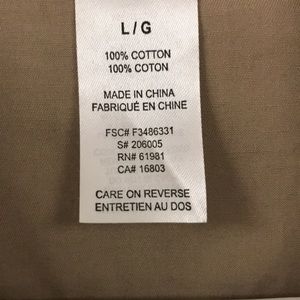 L / G
100% COTTON
100% COTON
MADE IN CHINA
FABRIQUÉ EN CHINE
FSC# F3486331
S# 206005
RN# 61981
CA# 16803
CARE ON REVERSE
ENTRETIEN AU DOS